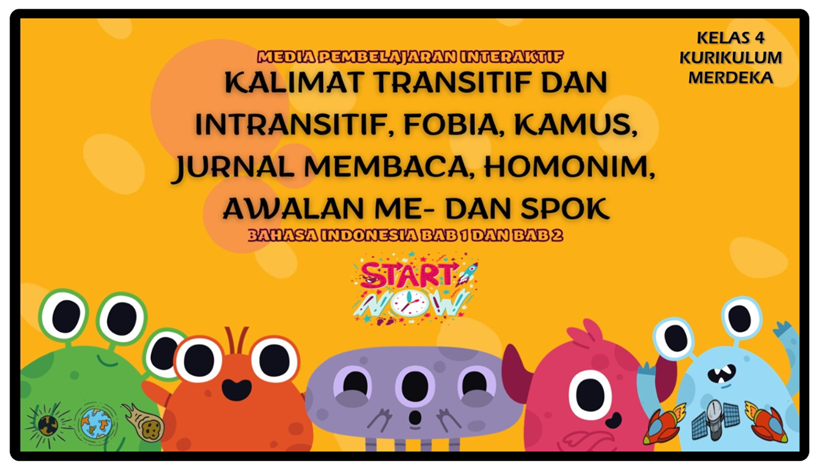 KELAS 4
KURIKULUM
MERDEKA
MEDIA PEMBELAJARAN INTERAKTIF
KALIMAT TRANSITIF DAN
INTRANSITIF, FOBIA, KAMUS,
JURNAL MEMBACA, HOMONIM,
AWALAN ME- DAN SPOK
BAHASA INDONESIA BAB 1 DAN BAB 2
START
NOW